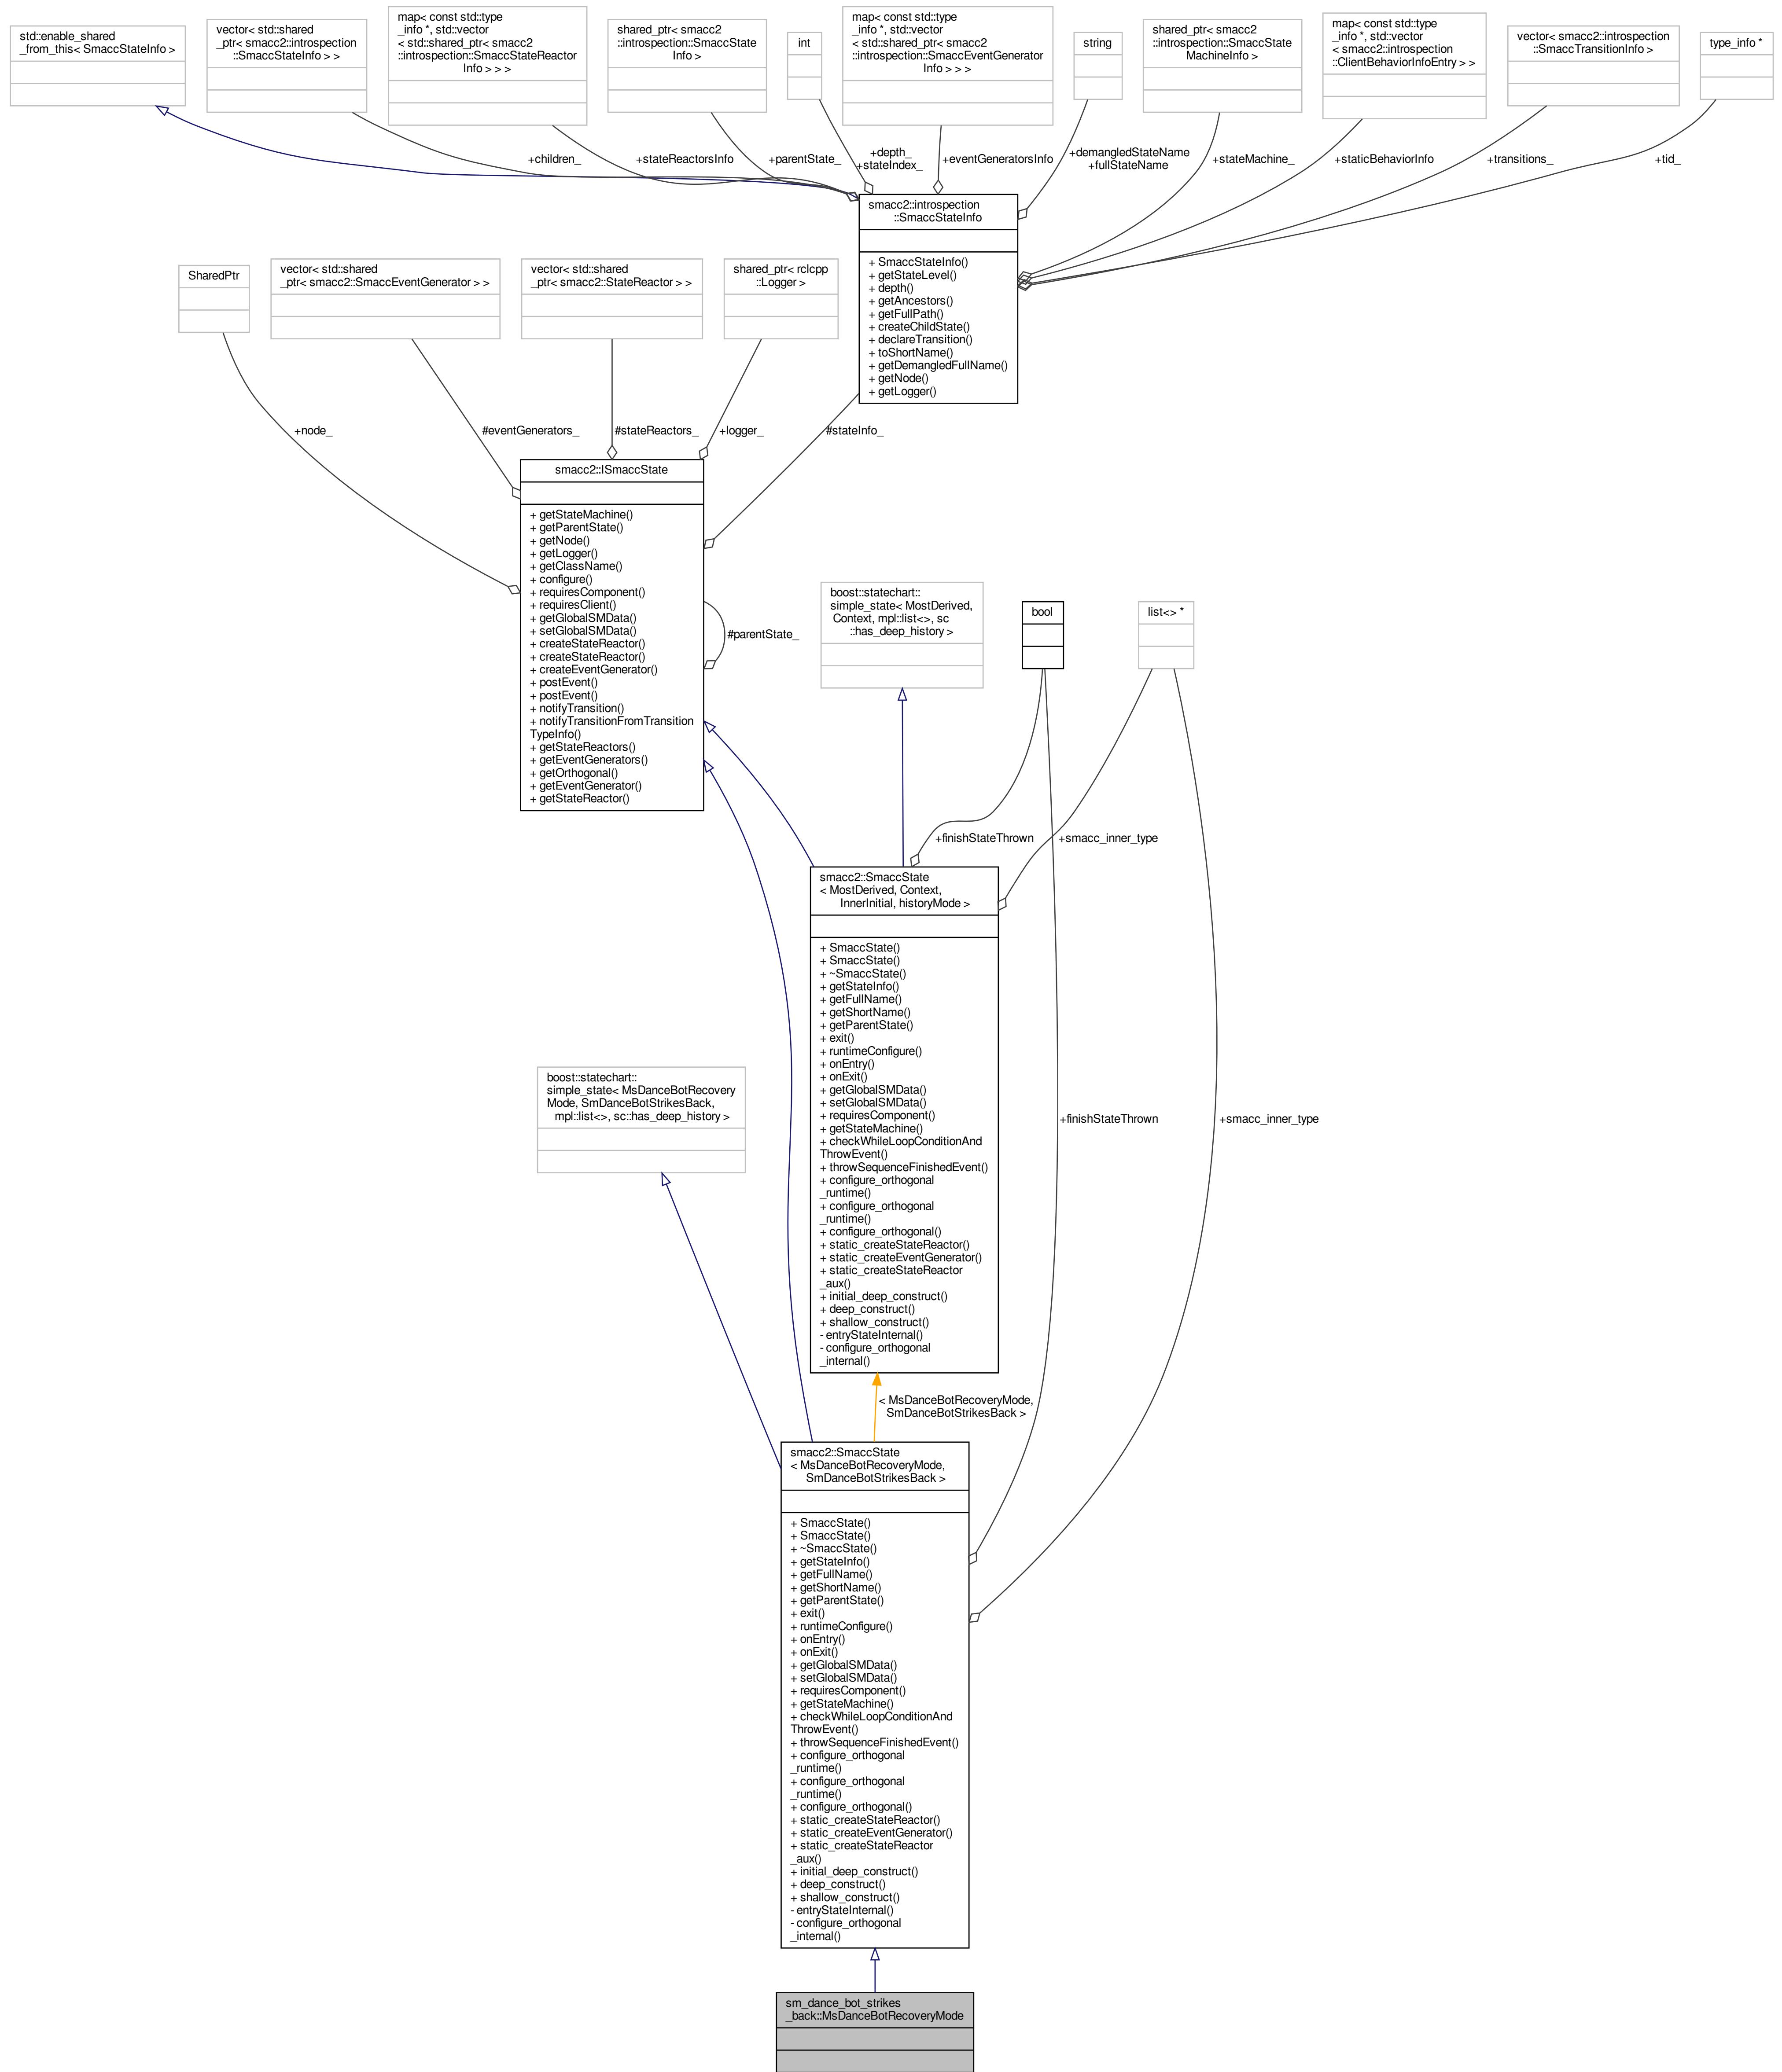 std::enable_shared
_from_this< SmaccStateInfo >
vector< std::shared
_ptr< smacc2::introspection
::SmaccStateInfo > >
map< const std::type
_info *, std::vector
< std::shared_ptr< smacc2
::introspection::SmaccStateReactor
Info > > >
shared_ptr< smacc2
::introspection::SmaccState
Info >
int
map< const std::type
_info *, std::vector
< std::shared_ptr< smacc2
::introspection::SmaccEventGenerator
Info > > >
string
shared_ptr< smacc2
::introspection::SmaccState
MachineInfo >
map< const std::type
_info *, std::vector
< smacc2::introspection
::ClientBehaviorInfoEntry > >
vector< smacc2::introspection
::SmaccTransitionInfo >
type_info *
+children_
+stateReactorsInfo
+parentState_
+depth_
+stateIndex_
+eventGeneratorsInfo
+demangledStateName
+fullStateName
+stateMachine_
+staticBehaviorInfo
+transitions_
+tid_
smacc2::introspection
::SmaccStateInfo
+ SmaccStateInfo()
+ getStateLevel()
+ depth()
+ getAncestors()
+ getFullPath()
+ createChildState()
+ declareTransition()
+ toShortName()
+ getDemangledFullName()
+ getNode()
+ getLogger()
SharedPtr
vector< std::shared
_ptr< smacc2::SmaccEventGenerator > >
vector< std::shared
_ptr< smacc2::StateReactor > >
shared_ptr< rclcpp
::Logger >
+node_
#eventGenerators_
#stateReactors_
+logger_
#stateInfo_
smacc2::ISmaccState
+ getStateMachine()
+ getParentState()
+ getNode()
+ getLogger()
+ getClassName()
+ configure()
+ requiresComponent()
+ requiresClient()
+ getGlobalSMData()
+ setGlobalSMData()
+ createStateReactor()
+ createStateReactor()
+ createEventGenerator()
+ postEvent()
+ postEvent()
+ notifyTransition()
+ notifyTransitionFromTransition
TypeInfo()
+ getStateReactors()
+ getEventGenerators()
+ getOrthogonal()
+ getEventGenerator()
+ getStateReactor()
#parentState_
boost::statechart::
simple_state< MostDerived,
Context, mpl::list<>, sc
::has_deep_history >
bool
list<> *
+finishStateThrown
+smacc_inner_type
smacc2::SmaccState
< MostDerived, Context,
InnerInitial, historyMode >
+ SmaccState()
+ SmaccState()
+ ~SmaccState()
+ getStateInfo()
+ getFullName()
+ getShortName()
+ getParentState()
+ exit()
+ runtimeConfigure()
+ onEntry()
+ onExit()
+ getGlobalSMData()
+ setGlobalSMData()
+ requiresComponent()
+ getStateMachine()
+ checkWhileLoopConditionAnd
ThrowEvent()
+ throwSequenceFinishedEvent()
+ configure_orthogonal
_runtime()
+ configure_orthogonal
_runtime()
+ configure_orthogonal()
+ static_createStateReactor()
+ static_createEventGenerator()
+ static_createStateReactor
_aux()
+ initial_deep_construct()
+ deep_construct()
+ shallow_construct()
- entryStateInternal()
- configure_orthogonal
_internal()
boost::statechart::
simple_state< MsDanceBotRecovery
Mode, SmDanceBotStrikesBack,
mpl::list<>, sc::has_deep_history >
+finishStateThrown
+smacc_inner_type
< MsDanceBotRecoveryMode,
SmDanceBotStrikesBack >
smacc2::SmaccState
< MsDanceBotRecoveryMode,
SmDanceBotStrikesBack >
+ SmaccState()
+ SmaccState()
+ ~SmaccState()
+ getStateInfo()
+ getFullName()
+ getShortName()
+ getParentState()
+ exit()
+ runtimeConfigure()
+ onEntry()
+ onExit()
+ getGlobalSMData()
+ setGlobalSMData()
+ requiresComponent()
+ getStateMachine()
+ checkWhileLoopConditionAnd
ThrowEvent()
+ throwSequenceFinishedEvent()
+ configure_orthogonal
_runtime()
+ configure_orthogonal
_runtime()
+ configure_orthogonal()
+ static_createStateReactor()
+ static_createEventGenerator()
+ static_createStateReactor
_aux()
+ initial_deep_construct()
+ deep_construct()
+ shallow_construct()
- entryStateInternal()
- configure_orthogonal
_internal()
sm_dance_bot_strikes
_back::MsDanceBotRecoveryMode